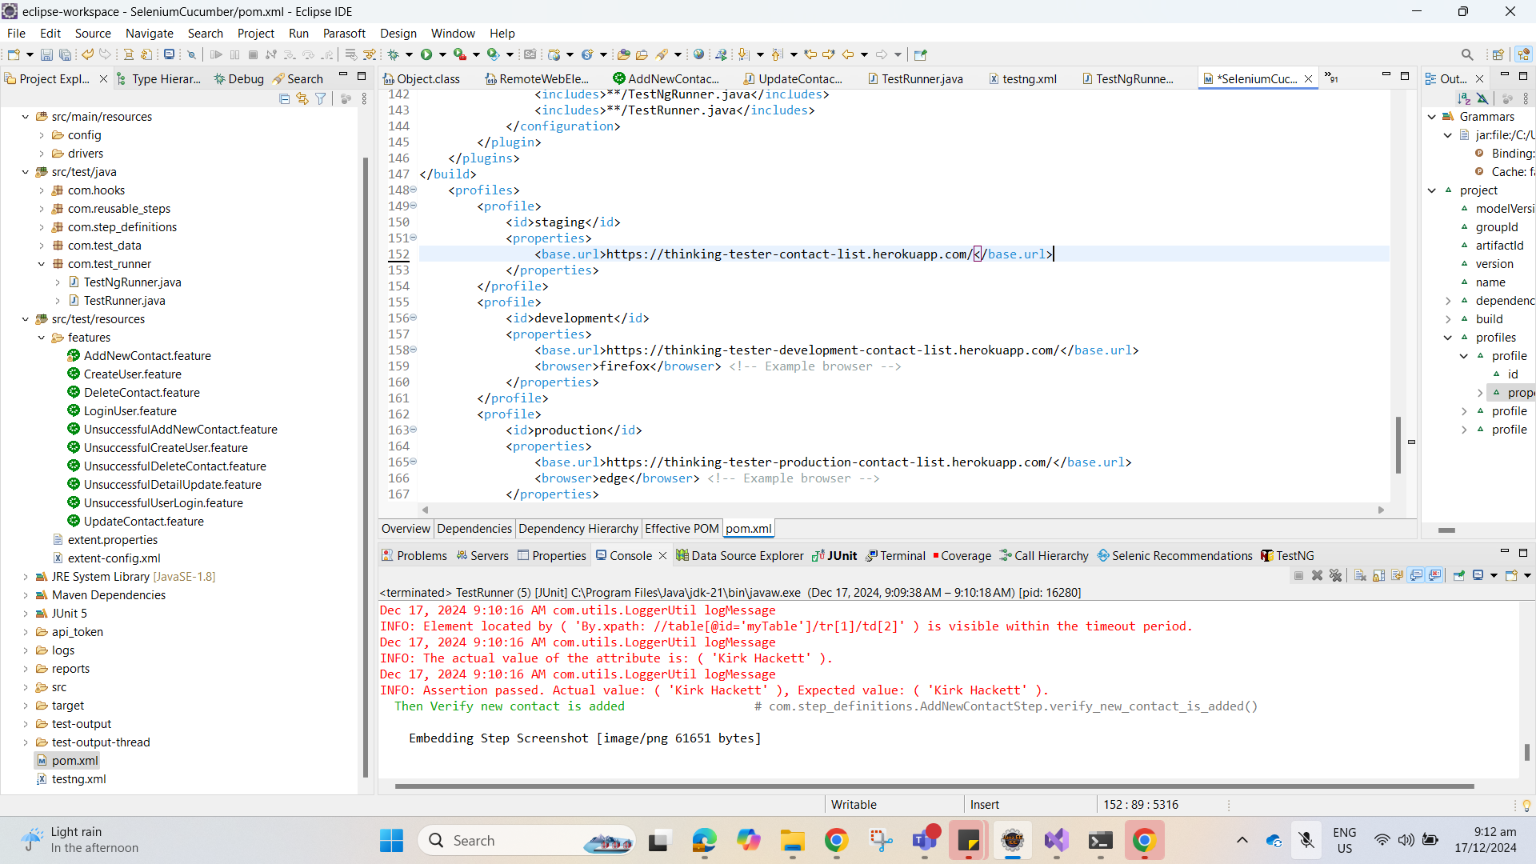 eclipse-workspace - SeleniumCucumber/pom.xml - Eclipse IDE
File Edit Source Navigate Search Project Run Parasoft Design Window Help
Project Expl... Type Hierar... Debug Search
Object.class RemoteWebEle... AddNewContac... UpdateContac... TestRunner.java testng.xml TestNgRunne... *SeleniumCuc... »91
Out...
src/main/resources
config
drivers
src/test/java
com.hooks
com.reusable_steps
com.step_definitions
com.test_data
com.test_runner
TestNgRunner.java
TestRunner.java
src/test/resources
features
AddNewContact.feature
CreateUser.feature
DeleteContact.feature
LoginUser.feature
UnsuccessfulAddNewContact.feature
UnsuccessfulCreateUser.feature
UnsuccessfulDeleteContact.feature
UnsuccessfulDetailUpdate.feature
UnsuccessfulUserLogin.feature
UpdateContact.feature
extent.properties
extent-config.xml
JRE System Library [JavaSE-1.8]
Maven Dependencies
JUnit 5
api_token
logs
reports
src
target
test-output
test-output-thread
pom.xml
testng.xml
142 <includes>**/TestNgRunner.java</includes>
143 <includes>**/TestRunner.java</includes>
144 </configuration>
145 </plugin>
146 </plugins>
147 </build>
148 <profiles>
149 <profile>
150 <id>staging</id>
151 <properties>
152 <base.url>https://thinking-tester-contact-list.herokuapp.com/</base.url>
153 </properties>
154 </profile>
155 <profile>
156 <id>development</id>
157 <properties>
158 <base.url>https://thinking-tester-development-contact-list.herokuapp.com/</base.url>
159 <browser>firefox</browser> <!-- Example browser -->
160 </properties>
161 </profile>
162 <profile>
163 <id>production</id>
164 <properties>
165 <base.url>https://thinking-tester-production-contact-list.herokuapp.com/</base.url>
166 <browser>edge</browser> <!-- Example browser -->
167 </properties>
Overview Dependencies Dependency Hierarchy Effective POM pom.xml
Grammars
jar:file:/C:/U
Binding:
Cache: fa
project
modelVersi
groupId
artifactId
version
name
dependenc
build
profiles
profile
id
prope
profile
profile
Problems Servers Properties Console Data Source Explorer JUnit Terminal Coverage Call Hierarchy Selenic Recommendations TestNG
<terminated> TestRunner (5) [JUnit] C:\Program Files\Java\jdk-21\bin\javaw.exe (Dec 17, 2024, 9:09:38 AM – 9:10:18 AM) [pid: 16280]
Dec 17, 2024 9:10:16 AM com.utils.LoggerUtil logMessage
INFO: Element located by ( 'By.xpath: //table[@id='myTable']/tr[1]/td[2]' ) is visible within the timeout period.
Dec 17, 2024 9:10:16 AM com.utils.LoggerUtil logMessage
INFO: The actual value of the attribute is: ( 'Kirk Hackett' ).
Dec 17, 2024 9:10:16 AM com.utils.LoggerUtil logMessage
INFO: Assertion passed. Actual value: ( 'Kirk Hackett' ), Expected value: ( 'Kirk Hackett' ).
Then Verify new contact is added # com.step_definitions.AddNewContactStep.verify_new_contact_is_added()
Embedding Step Screenshot [image/png 61651 bytes]
Writable Insert 152 : 89 : 5316
Light rain
In the afternoon
Search
ENG
US
9:12 am
17/12/2024